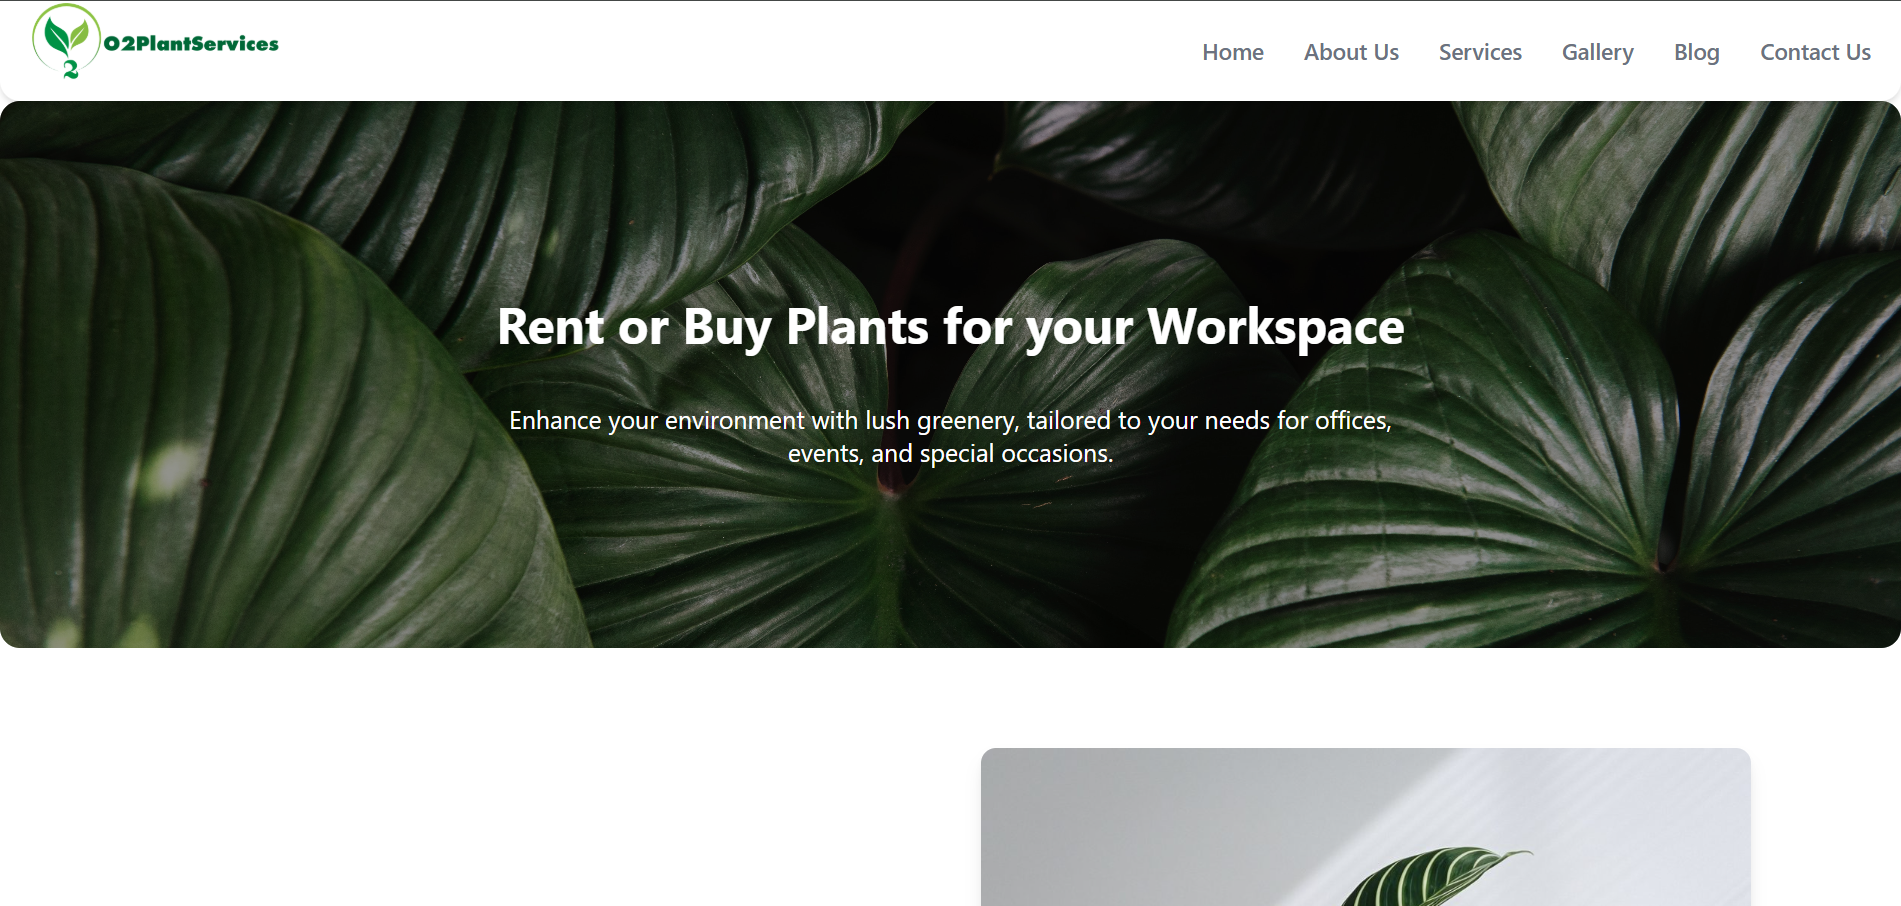 2
O2PlantServices
Home
About Us
Services
Gallery
Blog
Contact Us
Rent or Buy Plants for your Workspace
Enhance your environment with lush greenery, tailored to your needs for offices,
events, and special occasions.